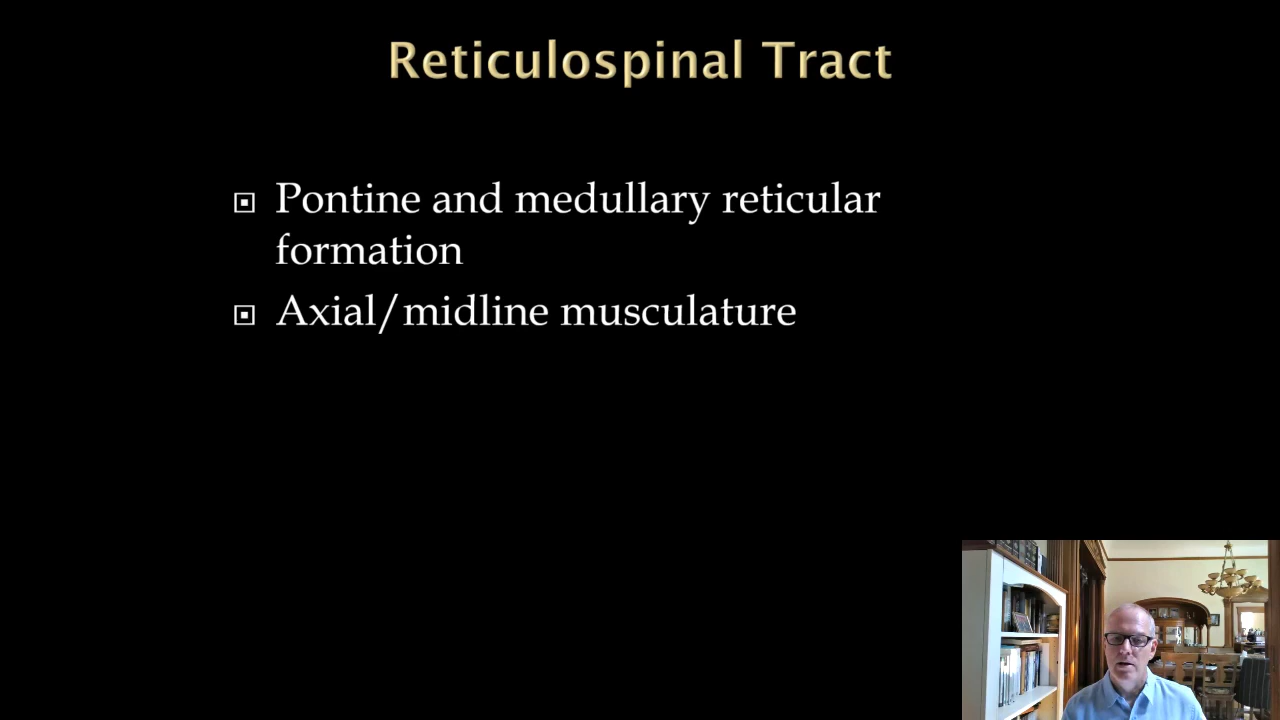 Reticulospinal Tract
Pontine and medullary reticular
formation
Axial/midline musculature